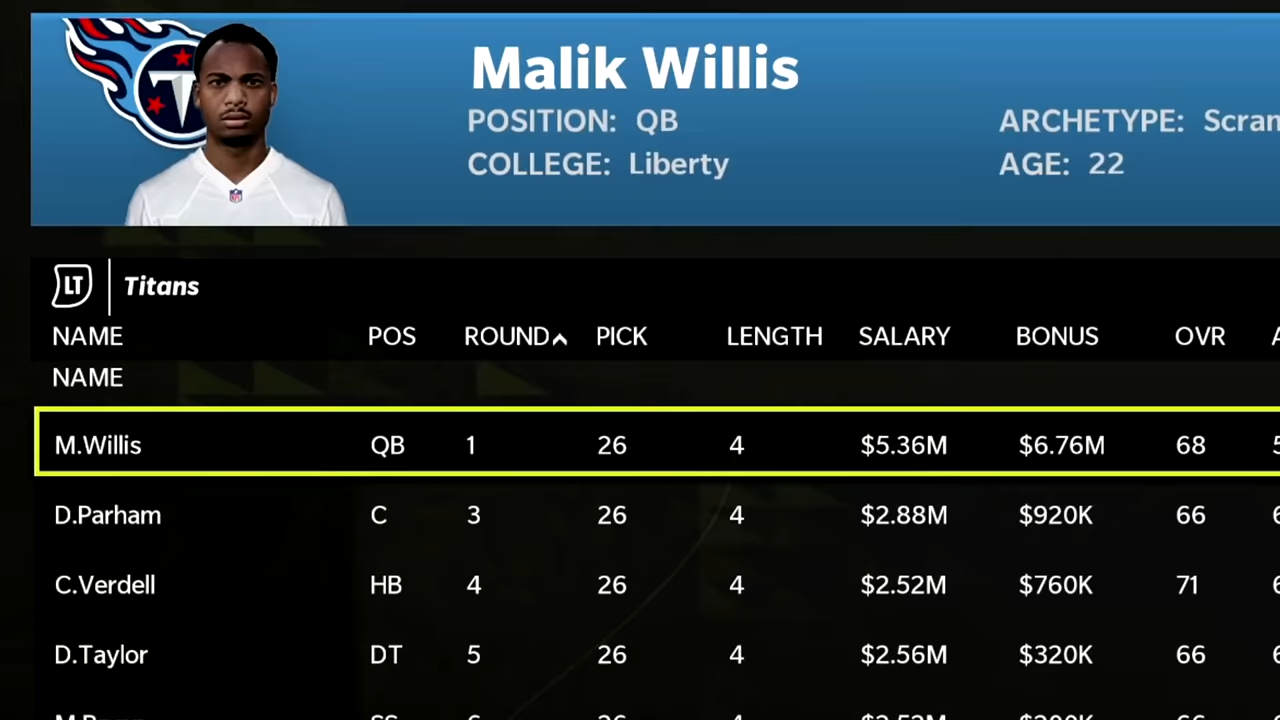 Malik Willis
POSITION: QB
ARCHETYPE:
COLLEGE: Liberty
AGE: 22
LT Titans
NAME POS ROUND PICK LENGTH SALARY BONUS OVR
NAME
M.Willis QB 1 26 4 $5.36M $6.76M 68
D.Parham C 3 26 4 $2.88M $920K 66
C.Verdell HB 4 26 4 $2.52M $760K 71
D.Taylor DT 5 26 4 $2.56M $320K 66